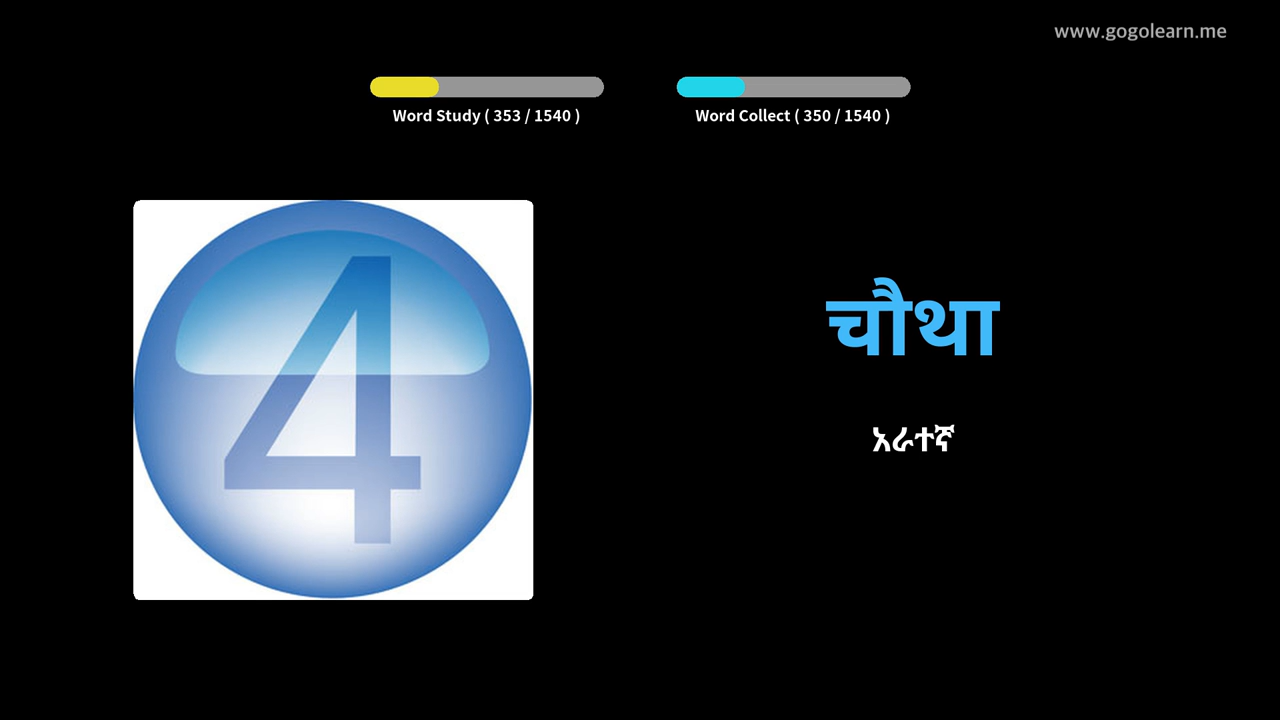 www.gogolearn.me
Word Study ( 353 / 1540 )
Word Collect ( 350 / 1540 )
4
चौथा
አራተኛ